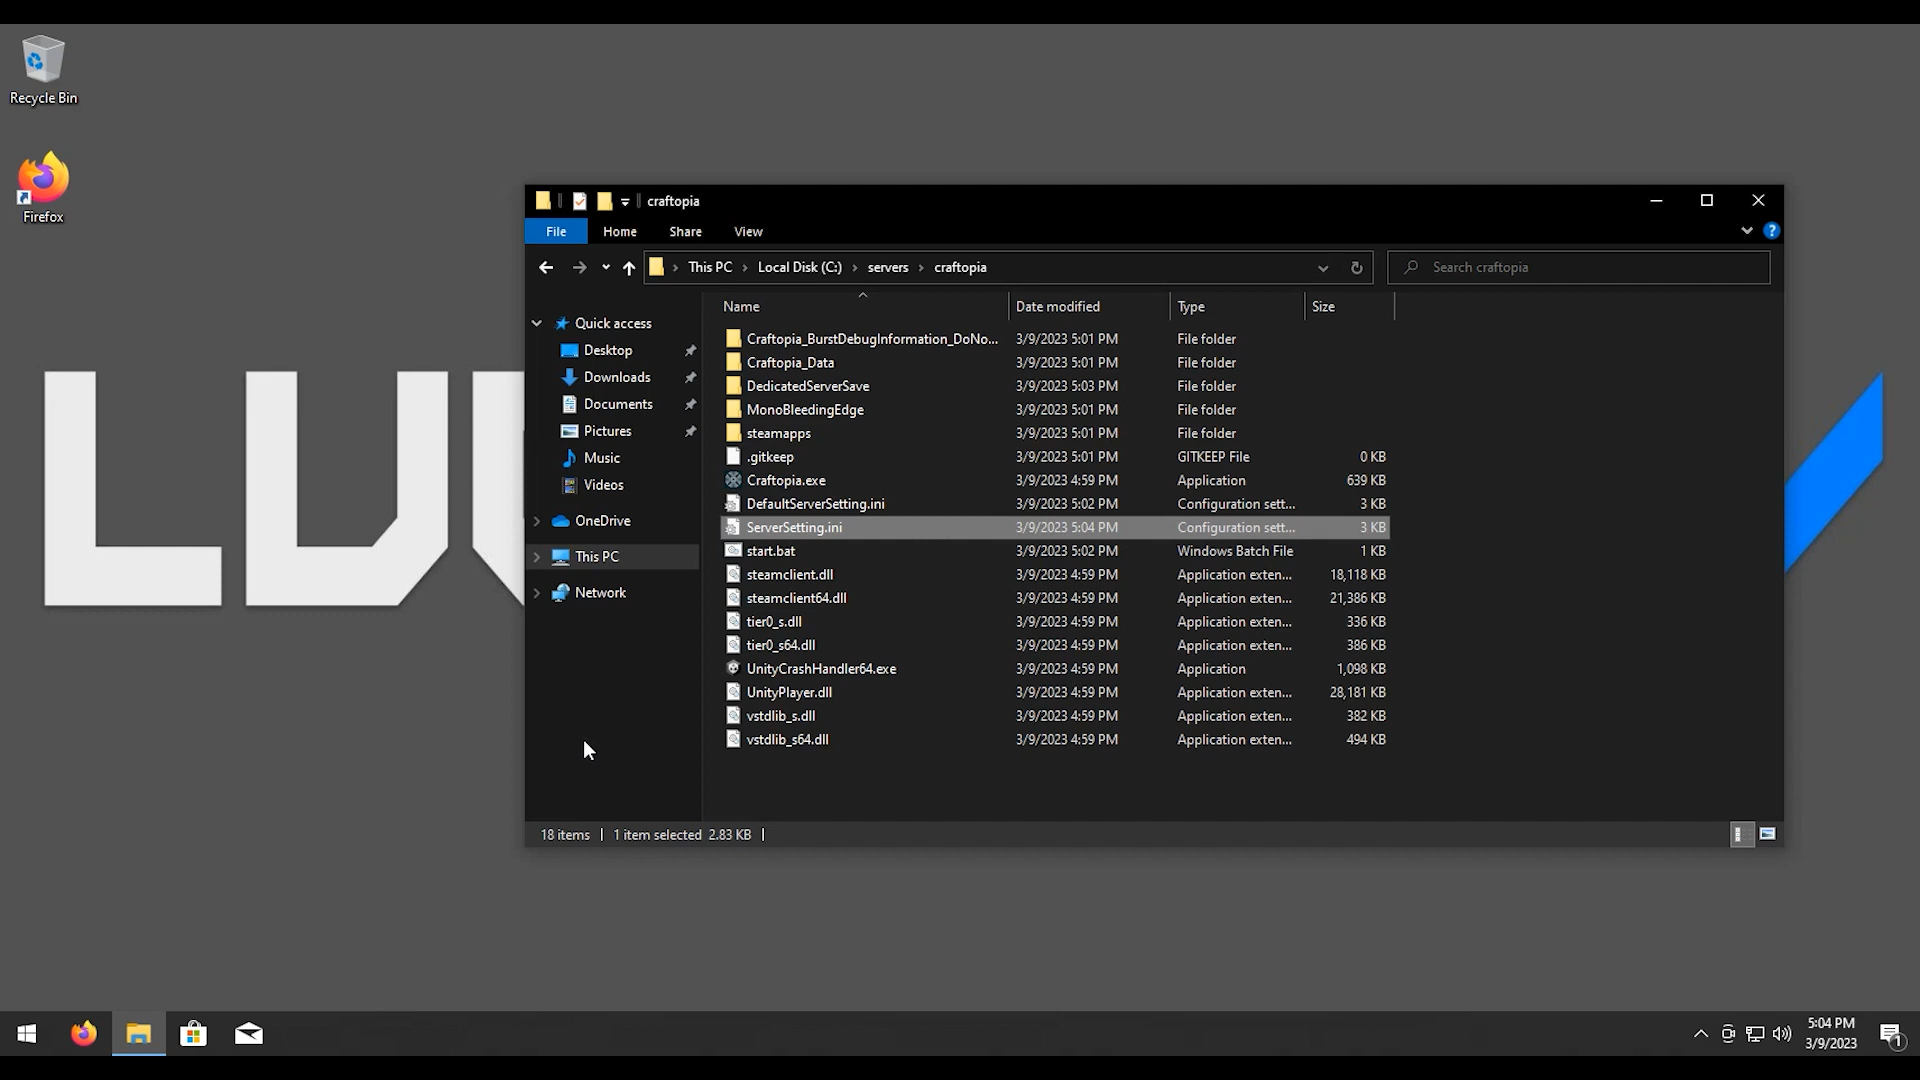 Recycle Bin
Firefox
craftopia
File Home Share View
This PC Local Disk (C:) servers craftopia
Search craftopia
Name Date modified Type Size
Quick access
Desktop
Downloads
Documents
Pictures
Music
Videos
OneDrive
This PC
Network
Craftopia_BurstDebugInformation_DoNo... 3/9/2023 5:01 PM File folder
Craftopia_Data 3/9/2023 5:01 PM File folder
DedicatedServerSave 3/9/2023 5:03 PM File folder
MonoBleedingEdge 3/9/2023 5:01 PM File folder
steamapps 3/9/2023 5:01 PM File folder
.gitkeep 3/9/2023 5:01 PM GITKEEP File 0 KB
Craftopia.exe 3/9/2023 4:59 PM Application 639 KB
DefaultServerSetting.ini 3/9/2023 5:02 PM Configuration sett... 3 KB
ServerSetting.ini 3/9/2023 5:04 PM Configuration sett... 3 KB
start.bat 3/9/2023 5:02 PM Windows Batch File 1 KB
steamclient.dll 3/9/2023 4:59 PM Application exten... 18,118 KB
steamclient64.dll 3/9/2023 4:59 PM Application exten... 21,386 KB
tier0_s.dll 3/9/2023 4:59 PM Application exten... 336 KB
tier0_s64.dll 3/9/2023 4:59 PM Application exten... 386 KB
UnityCrashHandler64.exe 3/9/2023 4:59 PM Application 1,098 KB
UnityPlayer.dll 3/9/2023 4:59 PM Application exten... 28,181 KB
vstdlib_s.dll 3/9/2023 4:59 PM Application exten... 382 KB
vstdlib_s64.dll 3/9/2023 4:59 PM Application exten... 494 KB
18 items 1 item selected 2.83 KB
5:04 PM
3/9/2023
1